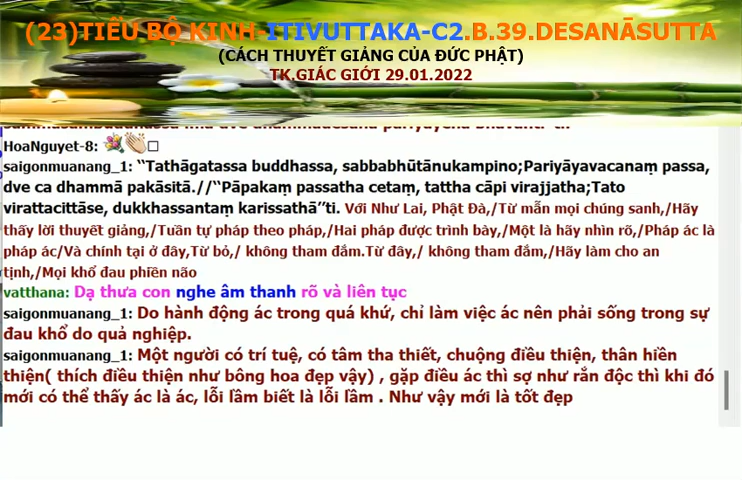 (23)TIỂU BỘ KINH-ITIVUTTAKA-C2.B.39.DESANĀSUTTA
(CÁCH THUYẾT GIẢNG CỦA ĐỨC PHẬT)
TK.GIÁC GIỚI 29.01.2022
HoaNguyet-8:
saigonmuanang_1: “Tathāgatassa buddhassa, sabbabhūtānukampino;Pariyāyavacanaṃ passa,
dve ca dhammā pakāsitā.//“Pāpakaṃ passatha cetaṃ, tattha cāpi virajjatha;Tato
virattacittāse, dukkhassantaṃ karissathā”ti. Với Như Lai, Phật Đà,/Từ mẫn mọi chúng sanh,/Hãy
thấy lời thuyết giảng,/Tuần tự pháp theo pháp,/Hai pháp được trình bày,/Một là hãy nhìn rõ,/Pháp ác là
pháp ác/Và chính tại ở đây,Từ bỏ,/ không tham đắm.Từ đây,/ không tham đắm,/Hãy làm cho an
tịnh,/Mọi khổ đau phiền não
vatthana: Dạ thưa con nghe âm thanh rõ và liên tục
saigonmuanang_1: Do hành động ác trong quá khứ, chỉ làm việc ác nên phải sống trong sự
đau khổ do quả nghiệp.
saigonmuanang_1: Một người có trí tuệ, có tâm tha thiết, chuộng điều thiện, thân hiền
thiện( thích điều thiện như bông hoa đẹp vậy) , gặp điều ác thì sợ như rắn độc thì khi đó
mới có thể thấy ác là ác, lỗi lầm biết là lỗi lầm . Như vậy mới là tốt đẹp